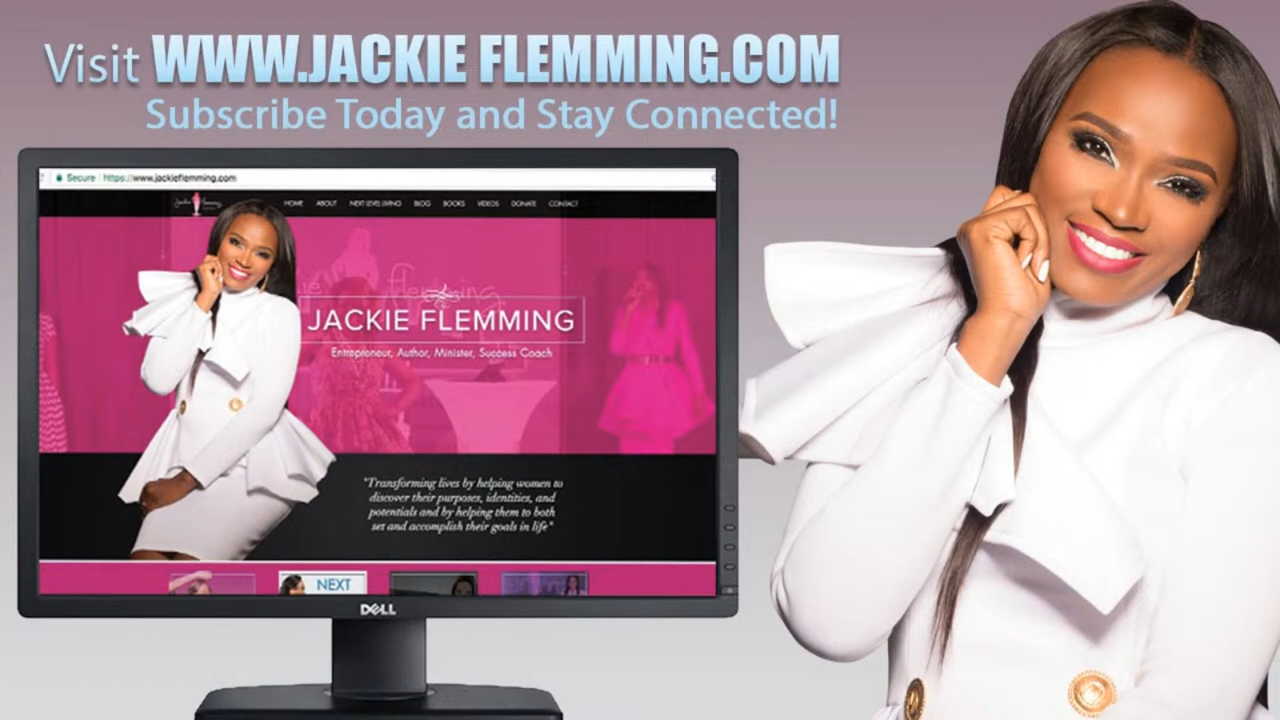 Visit WWW.JACKIE FLEMMING.COM
Subscribe Today and Stay Connected!
Secure https://www.jackieflemming.com
HOME ABOUT NEXT LEVEL LIVING BLOG BOOKS VIDEOS DONATE CONTACT
flemming
JACKIE FLEMMING
Entrepreneur, Author, Minister, Success Coach
"Transforming lives by helping women to
discover their purposes, identities, and
potentials and by helping them to both
set and accomplish their goals in life"
NEXT
DELL